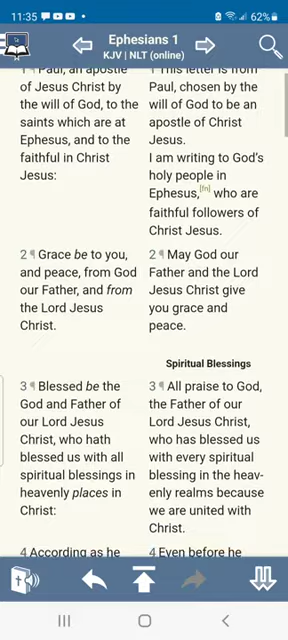 11:35
62%
Ephesians 1
KJV | NLT (online)
1 ¶ Paul, an apostle
of Jesus Christ by
the will of God, to the
saints which are at
Ephesus, and to the
faithful in Christ
Jesus:
1 This letter is from
Paul, chosen by the
will of God to be an
apostle of Christ
Jesus.
I am writing to God's
holy people in
Ephesus,[fn] who are
faithful followers of
Christ Jesus.
2 ¶ Grace be to you,
and peace, from God
our Father, and from
the Lord Jesus
Christ.
2 ¶ May God our
Father and the Lord
Jesus Christ give
you grace and
peace.
Spiritual Blessings
3 ¶ Blessed be the
God and Father of
our Lord Jesus
Christ, who hath
blessed us with all
spiritual blessings in
heavenly places in
Christ:
3 ¶ All praise to God,
the Father of our
Lord Jesus Christ,
who has blessed us
with every spiritual
blessing in the heav-
enly realms because
we are united with
Christ.
4 According as he
4 Even before he